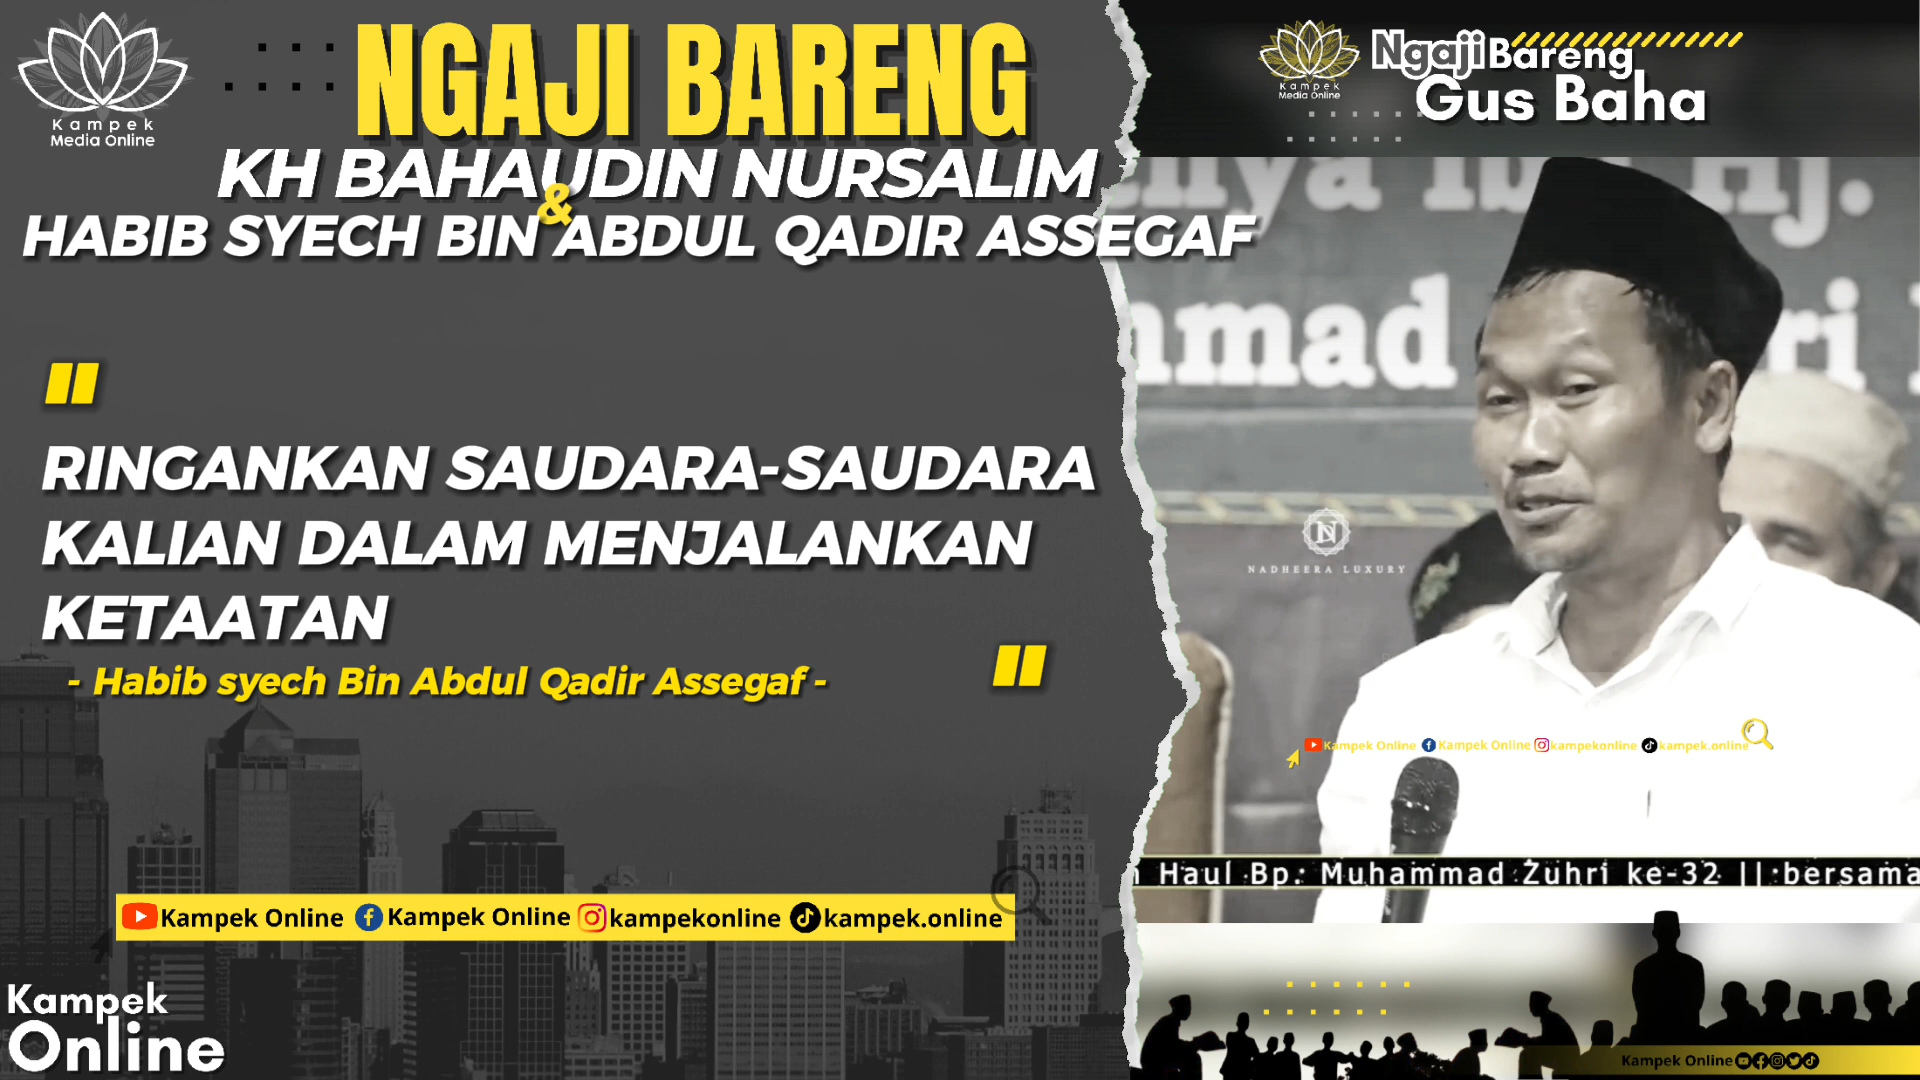 Kampek
Media Online
NGAJI BARENG
KH BAHAUDIN NURSALIM
&
HABIB SYECH BIN ABDUL QADIR ASSEGAF
"
RINGANKAN SAUDARA-SAUDARA
KALIAN DALAM MENJALANKAN
KETAATAN
- Habib syech Bin Abdul Qadir Assegaf -
"
Kampek Online Kampek Online kampekonline kampek.online
Kampek
Online
Kampek
Media Online
Ngaji Bareng
Gus Baha
Hj.
NADHEERA LUXURY
Kampek Online Kampek Online kampekonline kampek.online
Haul Bp. Muhammad Zuhri ke-32 || bersama
Kampek Online